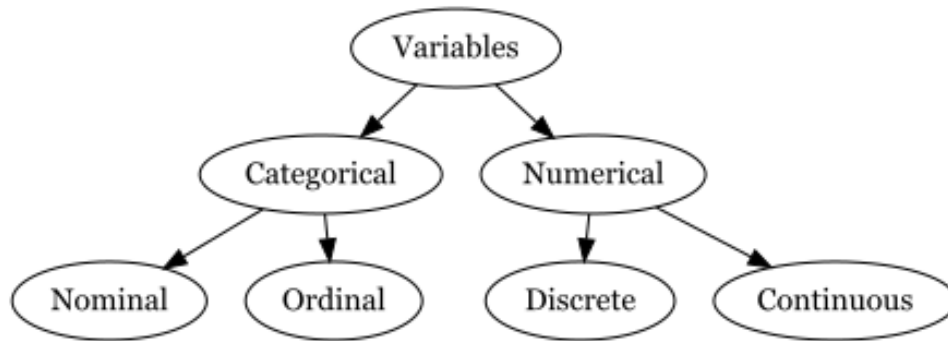 Variables
Categorical Numerical
Nominal Ordinal Discrete Continuous